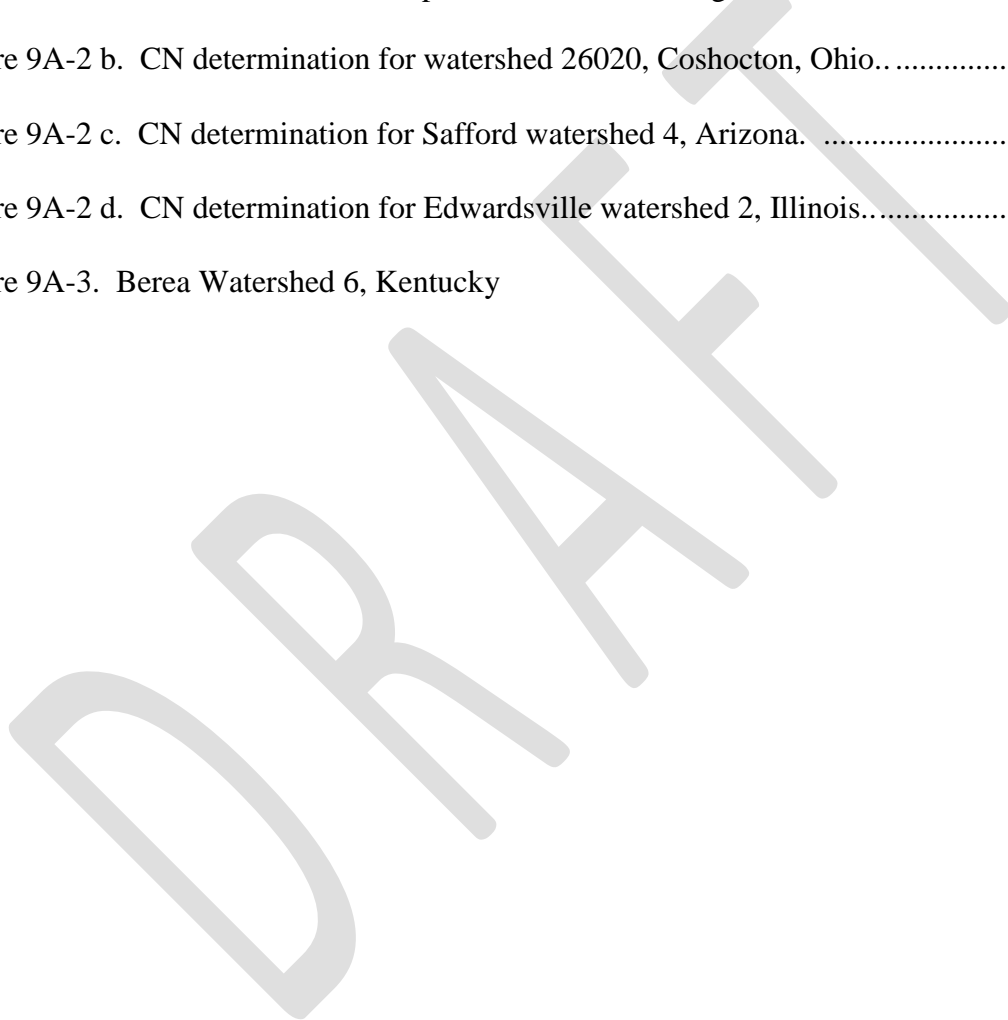 re 9A-2 b. CN determination for watershed 26020, Coshocton, Ohio.. ..............
re 9A-2 c. CN determination for Safford watershed 4, Arizona. ......................
re 9A-2 d. CN determination for Edwardsville watershed 2, Illinois..................
re 9A-3. Berea Watershed 6, Kentucky
DRAFT